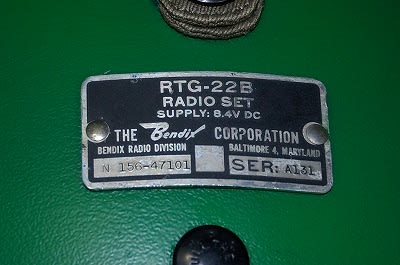 RTG-22B
RADIO SET
SUPPLY: 8.4V DC
THE Bendix CORPORATION
BENDIX RADIO DIVISION BALTIMORE 4, MARYLAND
N 156-47101 SER: A131